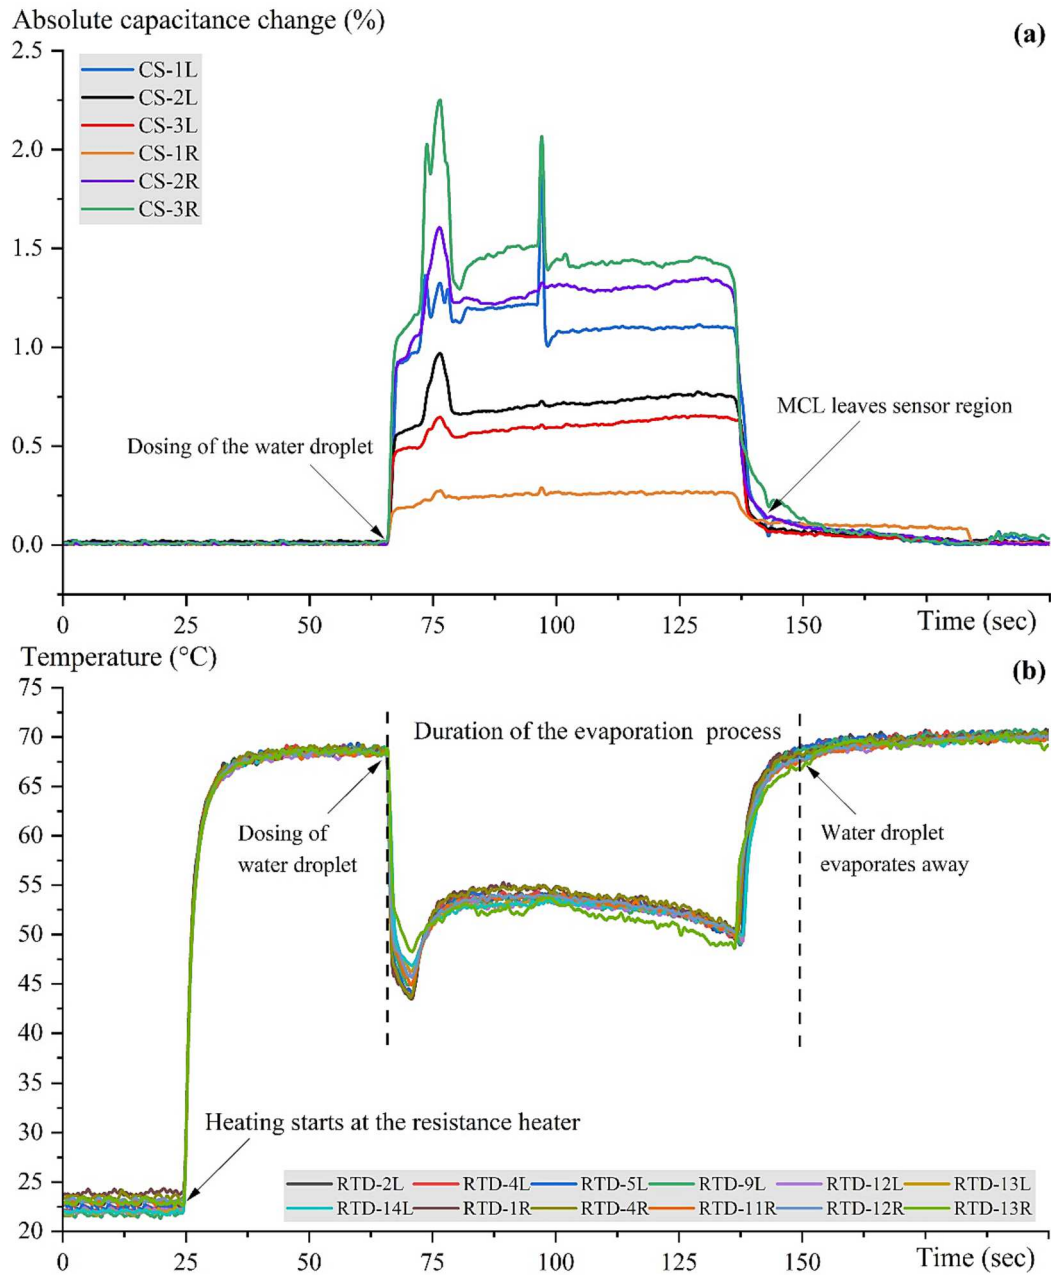 Absolute capacitance change (%)
(a)
2.5
2.0
1.5
1.0
0.5
0.0
CS-1L
CS-2L
CS-3L
CS-1R
CS-2R
CS-3R
Dosing of the water droplet
MCL leaves sensor region
0 25 50 75 100 125 150 Time (sec)
Temperature (°C)
(b)
75
70
65
60
55
50
45
40
35
30
25
20
Duration of the evaporation process
Dosing of
water droplet
Water droplet
evaporates away
Heating starts at the resistance heater
RTD-2L RTD-4L RTD-5L RTD-9L RTD-12L RTD-13L
RTD-14L RTD-1R RTD-4R RTD-11R RTD-12R RTD-13R
0 25 50 75 100 125 150 Time (sec)